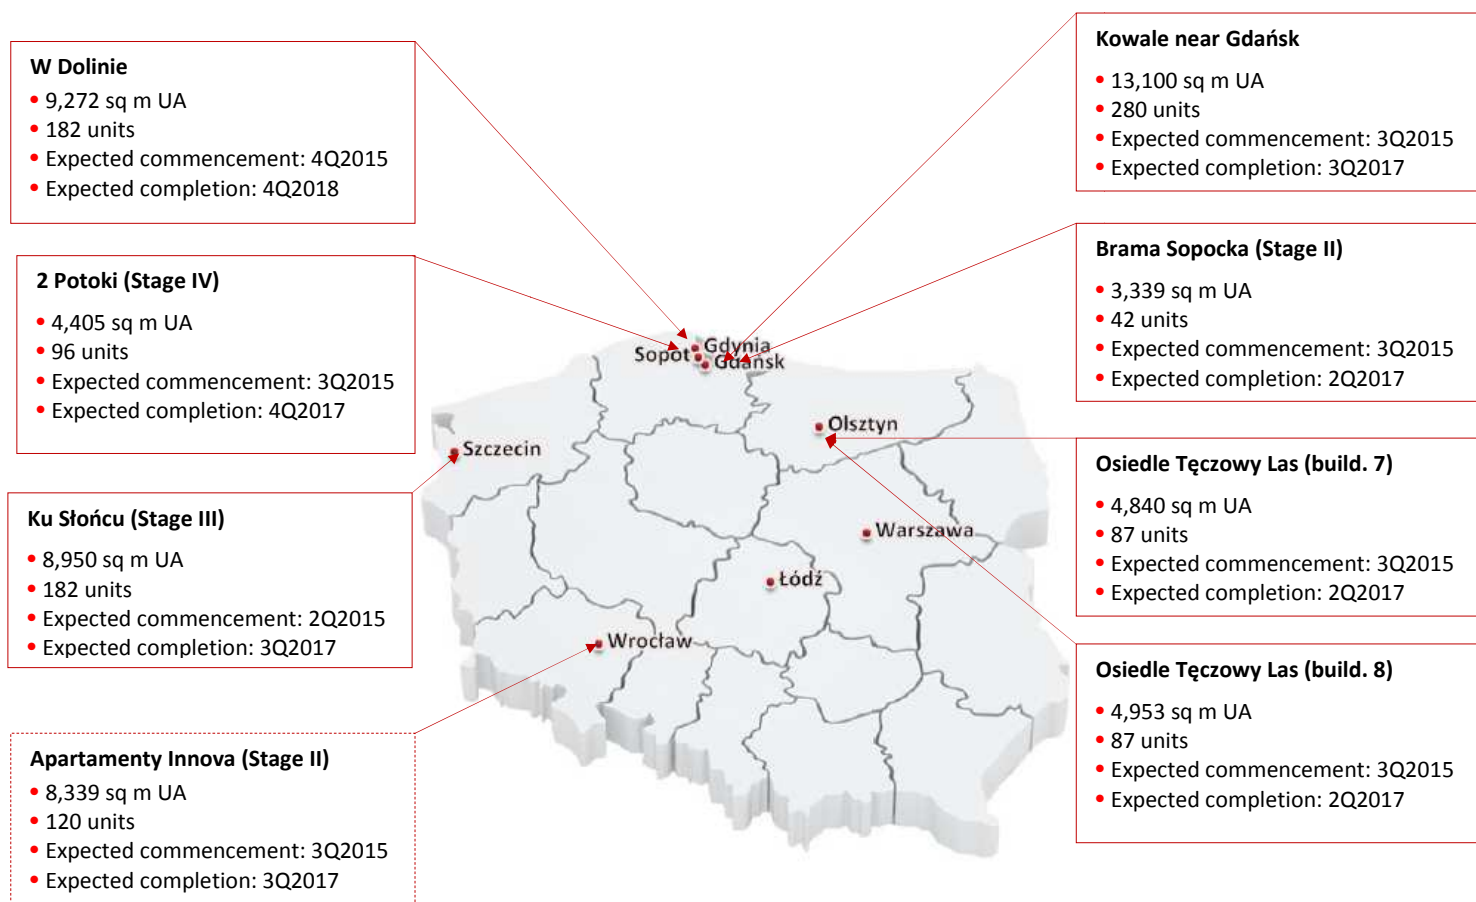 W Dolinie
• 9,272 sq m UA
• 182 units
• Expected commencement: 4Q2015
• Expected completion: 4Q2018
2 Potoki (Stage IV)
• 4,405 sq m UA
• 96 units
• Expected commencement: 3Q2015
• Expected completion: 4Q2017
Ku Słońcu (Stage III)
• 8,950 sq m UA
• 182 units
• Expected commencement: 2Q2015
• Expected completion: 3Q2017
Apartamenty Innova (Stage II)
• 8,339 sq m UA
• 120 units
• Expected commencement: 3Q2015
• Expected completion: 3Q2017
Gdynia
Sopot
Gdańsk
Olsztyn
Szczecin
Warszawa
Łódź
Wrocław
Kowale near Gdańsk
• 13,100 sq m UA
• 280 units
• Expected commencement: 3Q2015
• Expected completion: 3Q2017
Brama Sopocka (Stage II)
• 3,339 sq m UA
• 42 units
• Expected commencement: 3Q2015
• Expected completion: 2Q2017
Osiedle Tęczowy Las (build. 7)
• 4,840 sq m UA
• 87 units
• Expected commencement: 3Q2015
• Expected completion: 2Q2017
Osiedle Tęczowy Las (build. 8)
• 4,953 sq m UA
• 87 units
• Expected commencement: 3Q2015
• Expected completion: 2Q2017